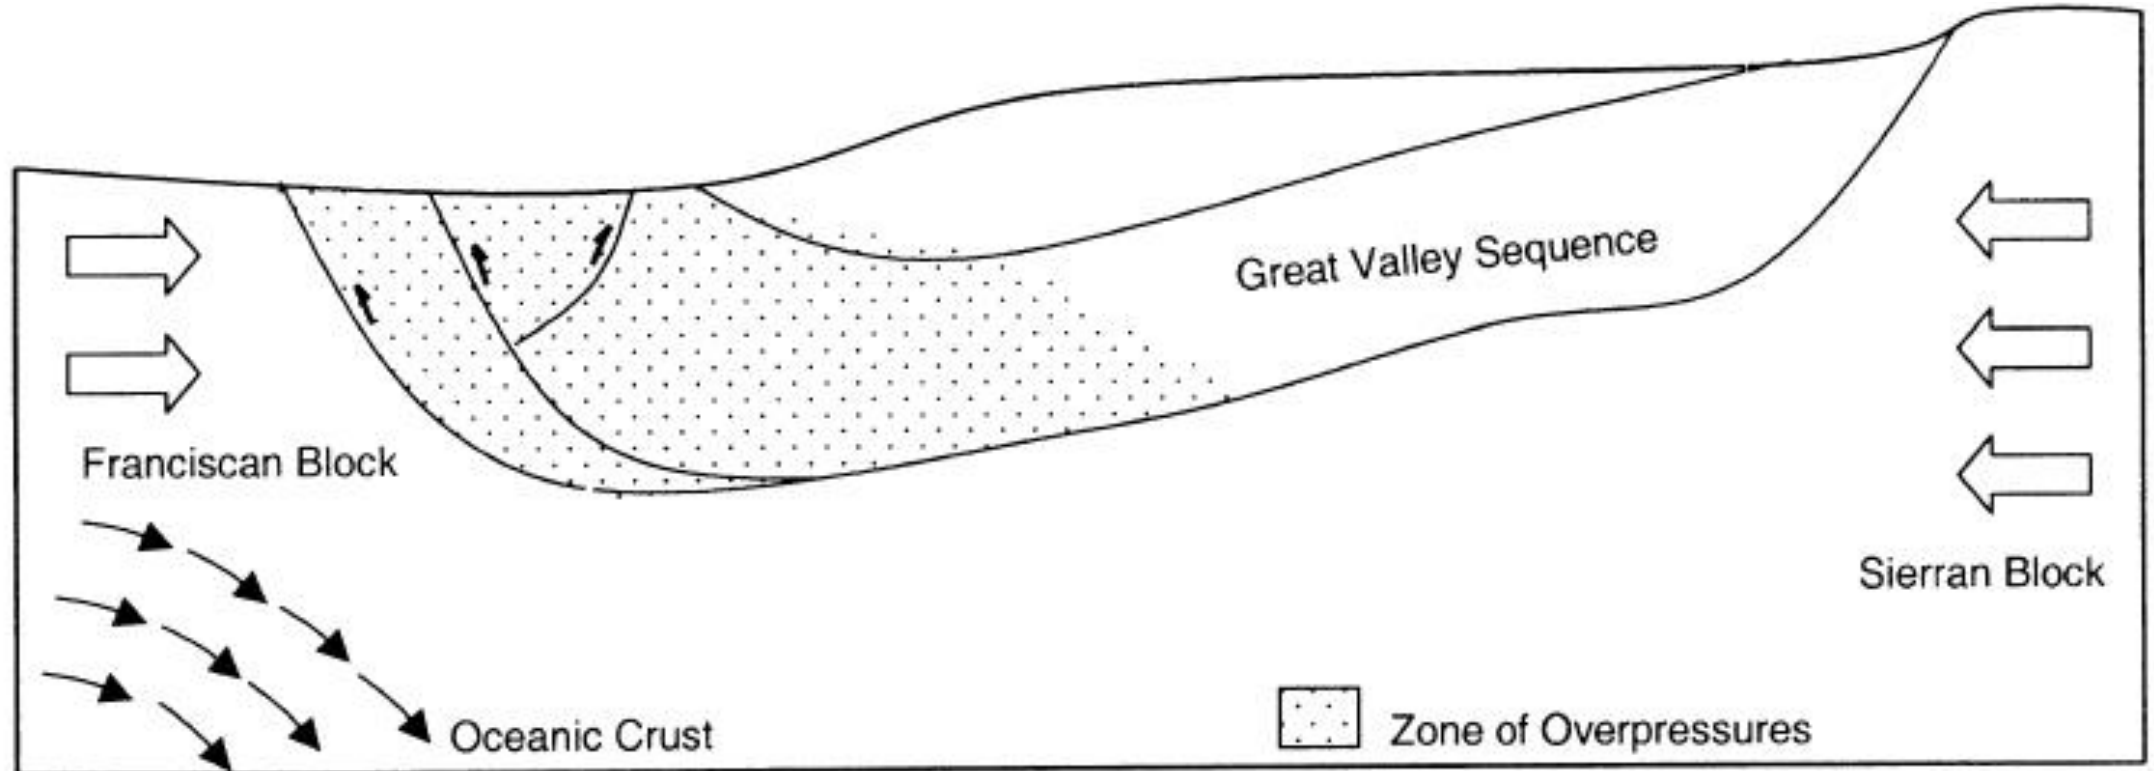 Great Valley Sequence
Franciscan Block
Sierran Block
Oceanic Crust
Zone of Overpressures